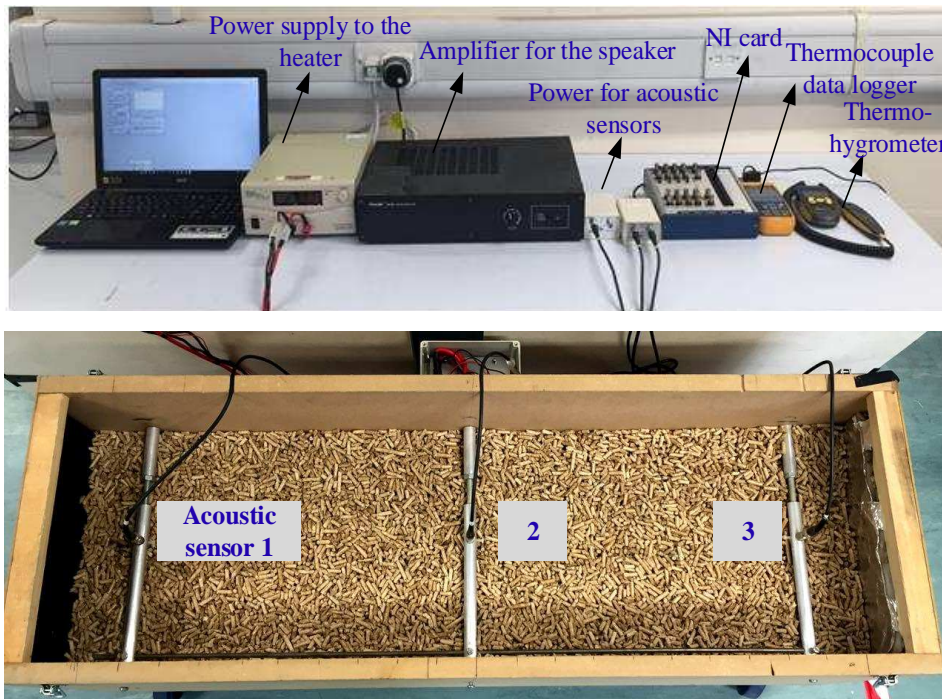 Power supply to the
heater
Amplifier for the speaker
Power for acoustic
sensors
NI card
Thermocouple
data logger
Thermo-
hygrometer
Acoustic
sensor 1
2
3